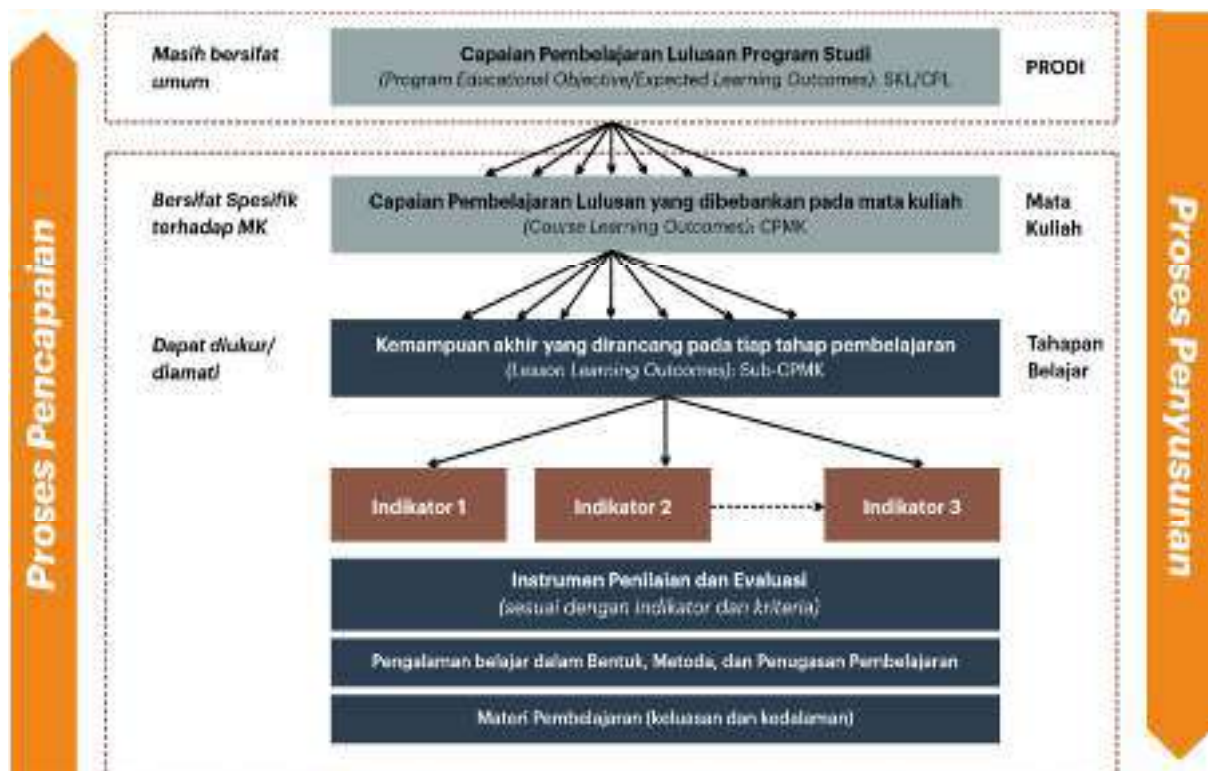 Proses Pencapaian
Masih bersifat
umum
Capaian Pembelajaran Lulusan Program Studi
(Program Educational Objective/Expected Learning Outcomes): SKL/CPL
PRODI
Bersifat Spesifik
terhadap MK
Capaian Pembelajaran Lulusan yang dibebankan pada mata kuliah
(Course Learning Outcomes): CPMK
Mata
Kuliah
Dapat diukur/
diamati
Kemampuan akhir yang dirancang pada tiap tahap pembelajaran
(Lesson Learning Outcomes): Sub-CPMK
Tahapan
Belajar
Indikator 1
Indikator 2
Indikator 3
Instrumen Penilaian dan Evaluasi
(sesuai dengan indikator dan kriteria)
Pengalaman belajar dalam Bentuk, Metoda, dan Penugasan Pembelajaran
Materi Pembelajaran (keluasan dan kedalaman)
Proses Penyusunan